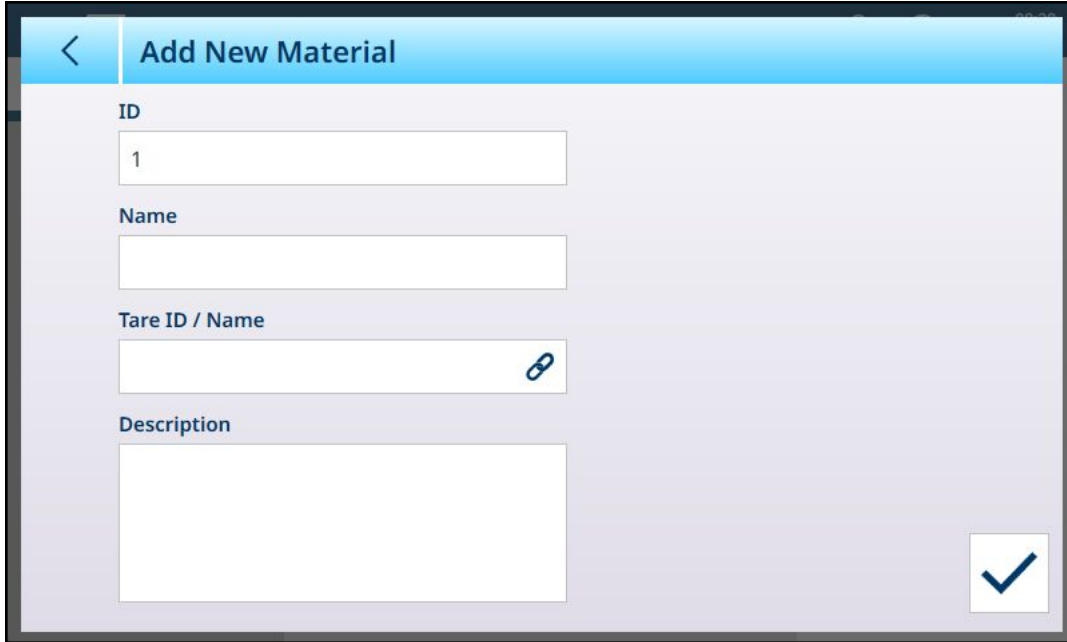 Add New Material
ID
1
Name
Tare ID / Name
Description